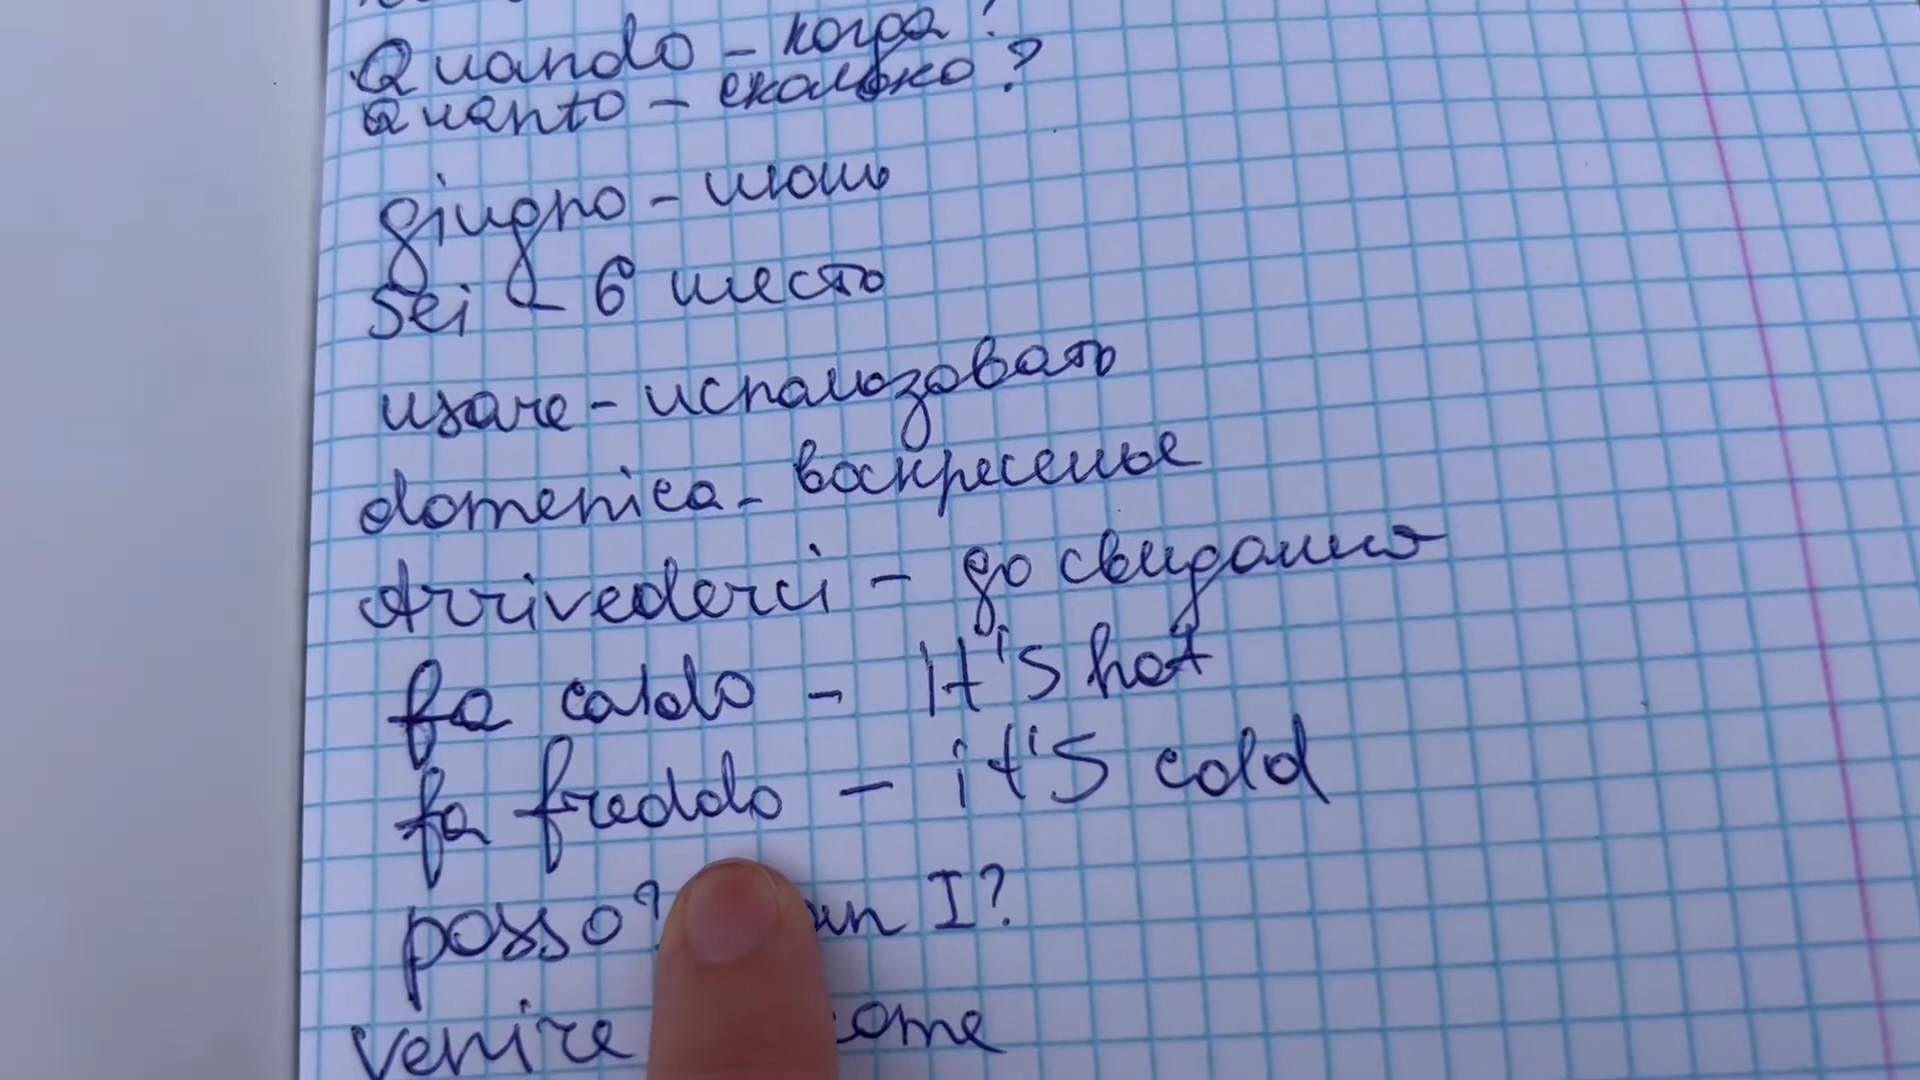 Quando - когда?
Quanto - сколько?
giugno - июнь
sei - 6 шесть
usare - использовать
domenica - воскресенье
Arrivederci - до свидания
fa caldo - It's hot
fa freddo - it's cold
posso? I?
venire